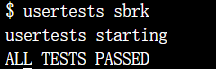 $ usertests sbrk
usertests starting
ALL TESTS PASSED